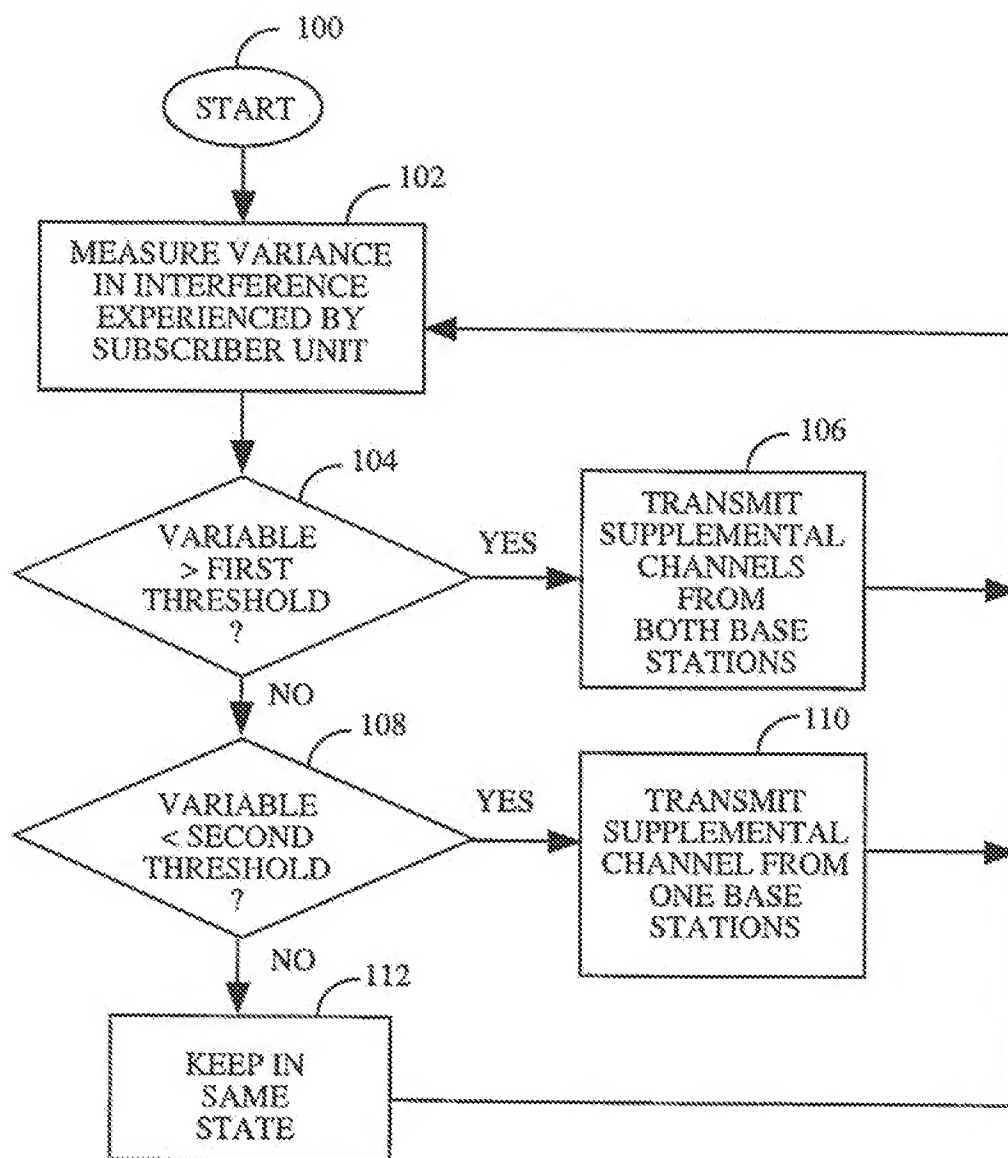 100
START
102
MEASURE VARIANCE
IN INTERFERENCE
EXPERIENCED BY
SUBSCRIBER UNIT
104
VARIABLE
> FIRST
THRESHOLD
?
YES
106
TRANSMIT
SUPPLEMENTAL
CHANNELS
FROM
BOTH BASE
STATIONS
NO
108
VARIABLE
< SECOND
THRESHOLD
?
YES
110
TRANSMIT
SUPPLEMENTAL
CHANNEL FROM
ONE BASE
STATIONS
NO
112
KEEP IN
SAME
STATE